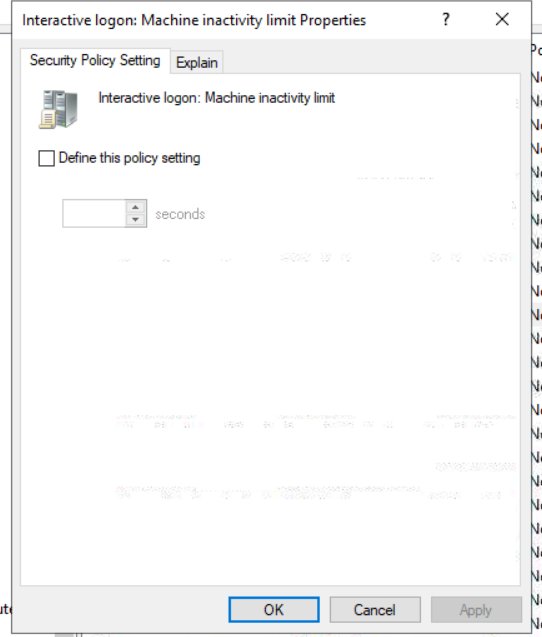 Interactive logon: Machine inactivity limit Properties
?
Security Policy Setting
Explain
Interactive logon: Machine inactivity limit
Define this policy setting
seconds
OK
Cancel
Apply